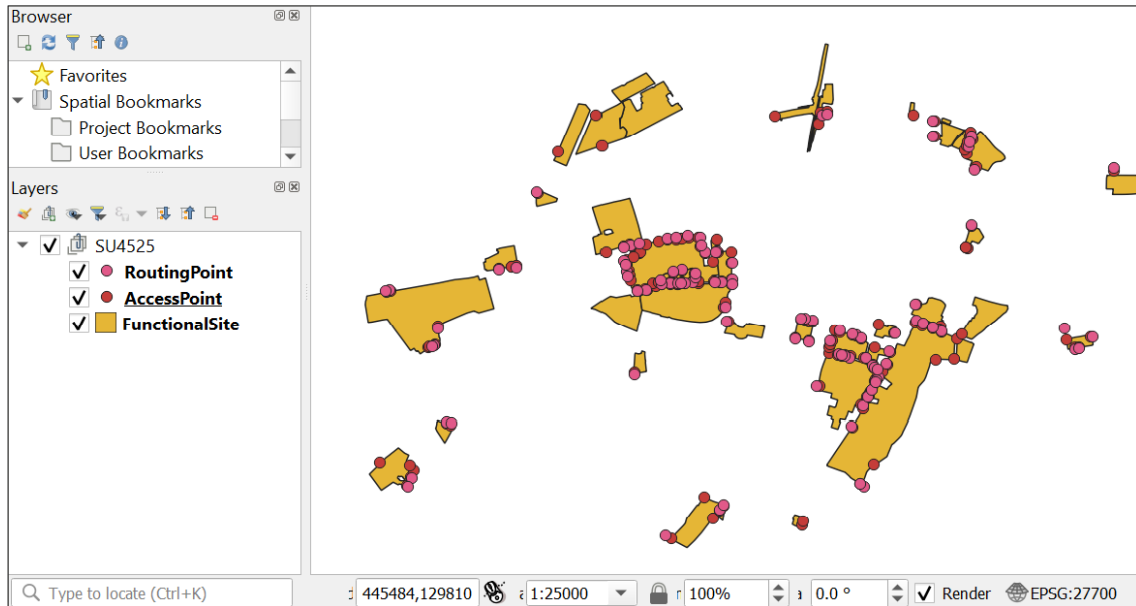 Browser
Favorites
Spatial Bookmarks
Project Bookmarks
User Bookmarks
Layers
SU4525
RoutingPoint
AccessPoint
FunctionalSite
Type to locate (Ctrl+K)
445484,129810
1:25000
100%
0.0 °
Render
EPSG:27700